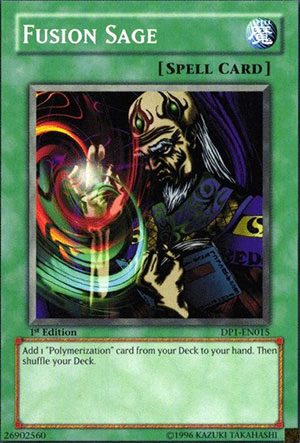 FUSION SAGE
魔
[SPELL CARD]
1st Edition
DP1-EN015
Add 1 "Polymerization" card from your Deck to your hand. Then
shuffle your Deck.
26902560
©1996 KAZUKI TAKAHASHI